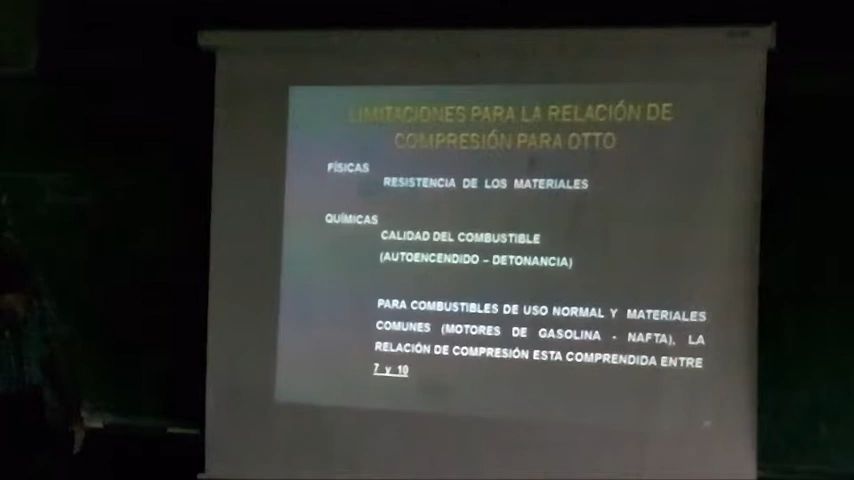 LIMITACIONES PARA LA RELACIÓN DE
COMPRESIÓN PARA OTTO
FÍSICAS
RESISTENCIA DE LOS MATERIALES
QUÍMICAS
CALIDAD DEL COMBUSTIBLE
(AUTOENCENDIDO – DETONANCIA)
PARA COMBUSTIBLES DE USO NORMAL Y MATERIALES
COMUNES (MOTORES DE GASOLINA - NAFTA), LA
RELACIÓN DE COMPRESIÓN ESTA COMPRENDIDA ENTRE
7 y 10